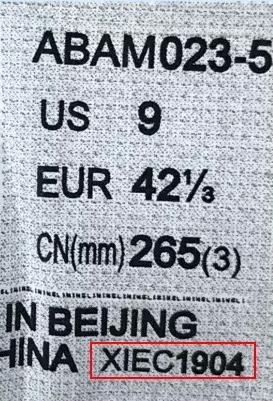 ABAM023-5
US 9
EUR 42⅓
CN(mm) 265(3)
IN BEIJING
HINA XIEC1904